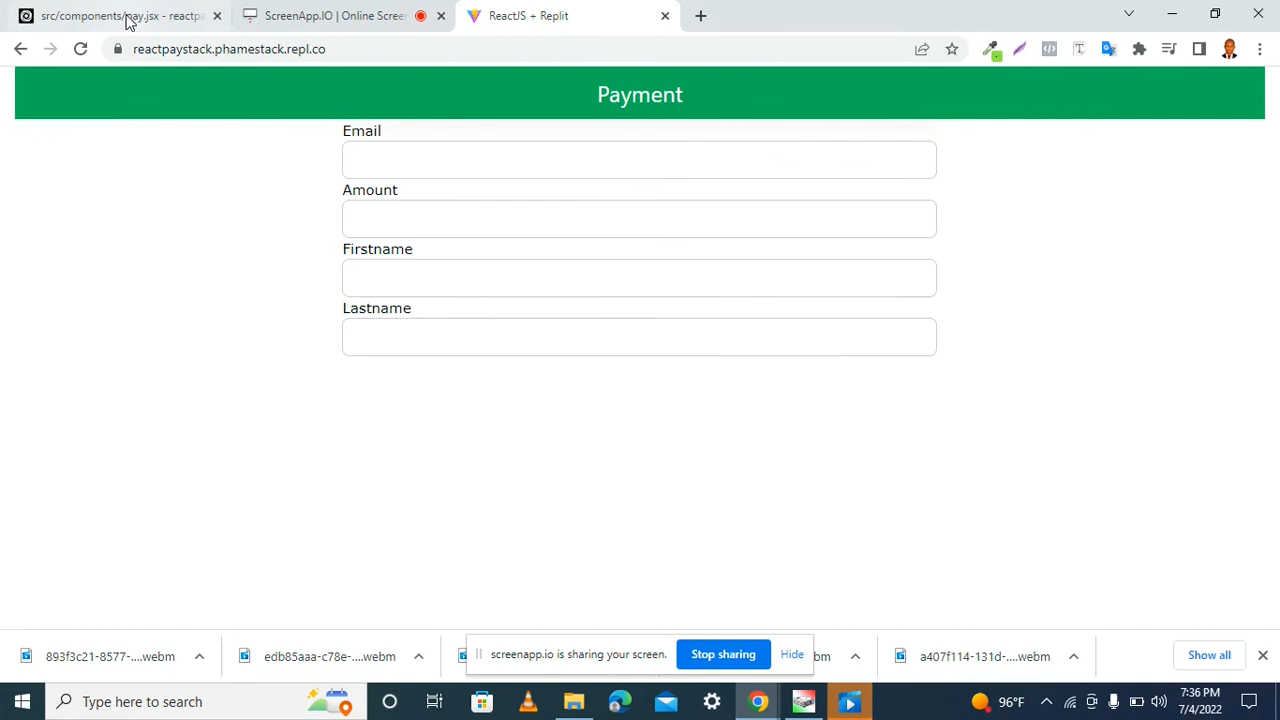 src/components/pay.jsx - reactpa
ScreenApp.IO | Online Screen
ReactJS + Replit
reactpaystack.phamestack.repl.co
Payment
Email
Amount
Firstname
Lastname
893f3c21-8577-....webm
edb85aaa-c78e-....webm
screenapp.io is sharing your screen.
Stop sharing
Hide
bm
a407f114-131d-....webm
Show all
Type here to search
96°F
7:36 PM
7/4/2022